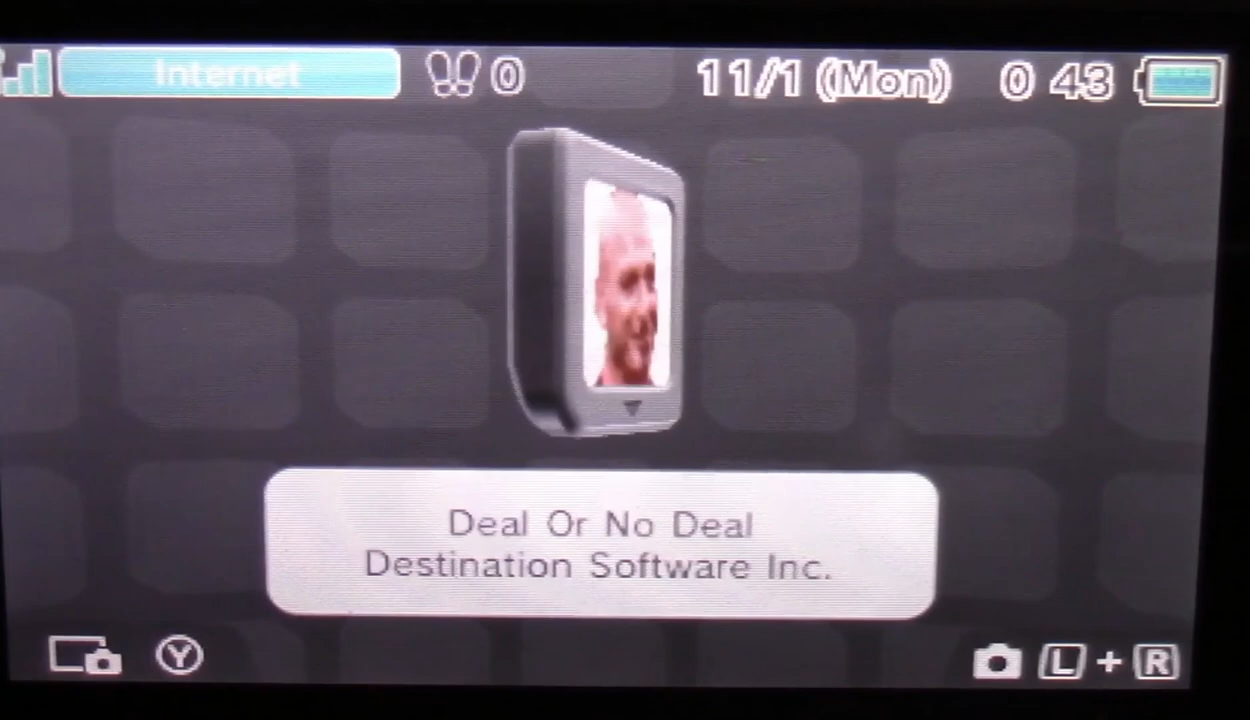 Internet 0 11/1 (Mon) 0 43
Deal Or No Deal
Destination Software Inc.
Y L + R